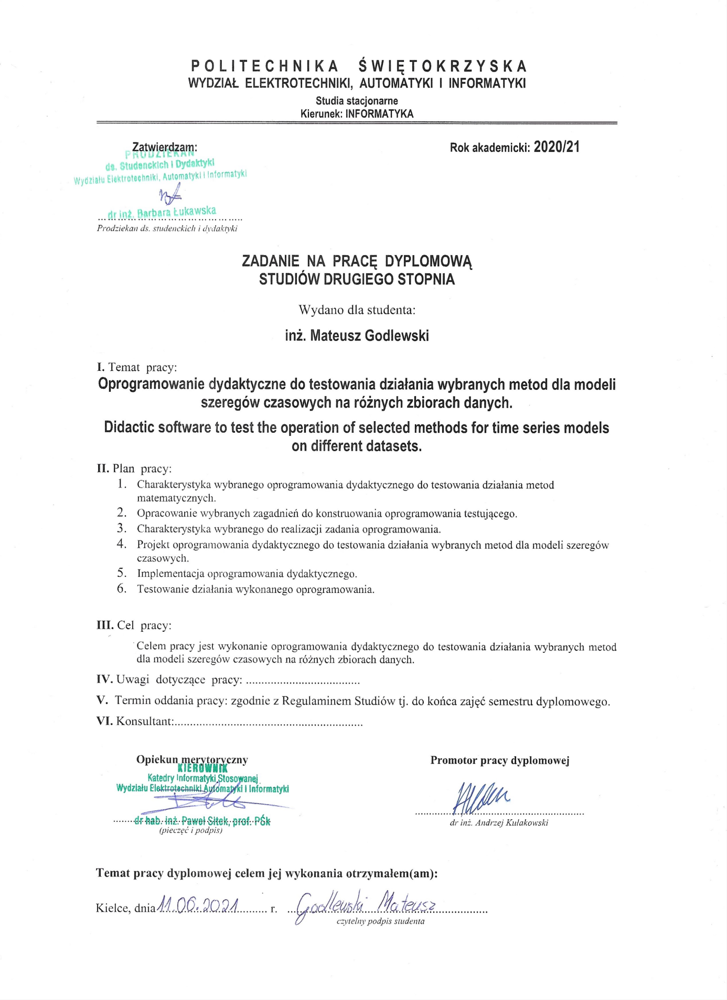 POLITECHNIKA ŚWIĘTOKRZYSKA
WYDZIAŁ ELEKTROTECHNIKI, AUTOMATYKI I INFORMATYKI
Studia stacjonarne
Kierunek: INFORMATYKA
Zatwierdzam:
Rok akademicki: 2020/21
PRODZIEKAN
ds. Studenckich i Dydaktyki
Wydziału Elektrotechniki, Automatyki i Informatyki
dr inż. Barbara Łukawska
Prodziekan ds. studenckich i dydaktyki
ZADANIE NA PRACĘ DYPLOMOWĄ
STUDIÓW DRUGIEGO STOPNIA
Wydano dla studenta:
inż. Mateusz Godlewski
I. Temat pracy:
Oprogramowanie dydaktyczne do testowania działania wybranych metod dla modeli
szeregów czasowych na różnych zbiorach danych.
Didactic software to test the operation of selected methods for time series models
on different datasets.
II. Plan pracy:
1. Charakterystyka wybranego oprogramowania dydaktycznego do testowania działania metod
matematycznych.
2. Opracowanie wybranych zagadnień do konstruowania oprogramowania testującego.
3. Charakterystyka wybranego do realizacji zadania oprogramowania.
4. Projekt oprogramowania dydaktycznego do testowania działania wybranych metod dla modeli szeregów
czasowych.
5. Implementacja oprogramowania dydaktycznego.
6. Testowanie działania wykonanego oprogramowania.
III. Cel pracy:
Celem pracy jest wykonanie oprogramowania dydaktycznego do testowania działania wybranych metod
dla modeli szeregów czasowych na różnych zbiorach danych.
IV. Uwagi dotyczące pracy: .....................................
V. Termin oddania pracy: zgodnie z Regulaminem Studiów tj. do końca zajęć semestru dyplomowego.
VI. Konsultant:.............................................................
Opiekun merytoryczny
Promotor pracy dyplomowej
KIEROWNIK
Katedry Informatyki Stosowanej
Wydziału Elektrotechniki Automatyki i Informatyki
dr hab. inż. Paweł Sitek, prof. PŚk
(pieczęć i podpis)
dr inż. Andrzej Kułakowski
Temat pracy dyplomowej celem jej wykonania otrzymałem(am):
Kielce, dnia 11.06.2021 r. Godlewski Mateusz
czytelny podpis studenta